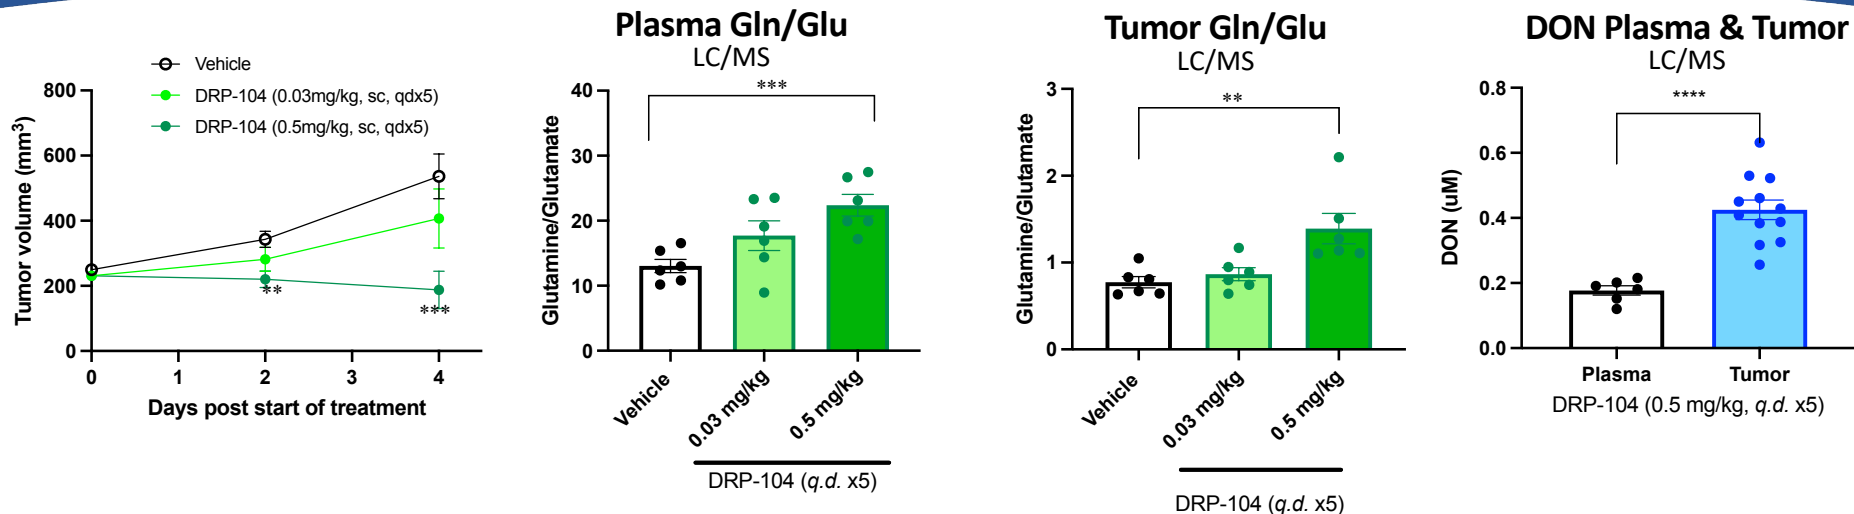 Vehicle
DRP-104 (0.03mg/kg, sc, qdx5)
DRP-104 (0.5mg/kg, sc, qdx5)
Tumor volume (mm³)
800
600
400
200
0
**
***
0 1 2 3 4
Days post start of treatment
Plasma Gln/Glu
LC/MS
***
Glutamine/Glutamate
40
30
20
10
0
Vehicle
0.03 mg/kg
0.5 mg/kg
DRP-104 (q.d. x5)
Tumor Gln/Glu
LC/MS
**
Glutamine/Glutamate
3
2
1
0
Vehicle
0.03 mg/kg
0.5 mg/kg
DRP-104 (q.d. x5)
DON Plasma & Tumor
LC/MS
****
DON (uM)
0.8
0.6
0.4
0.2
0.0
Plasma Tumor
DRP-104 (0.5 mg/kg, q.d. x5)